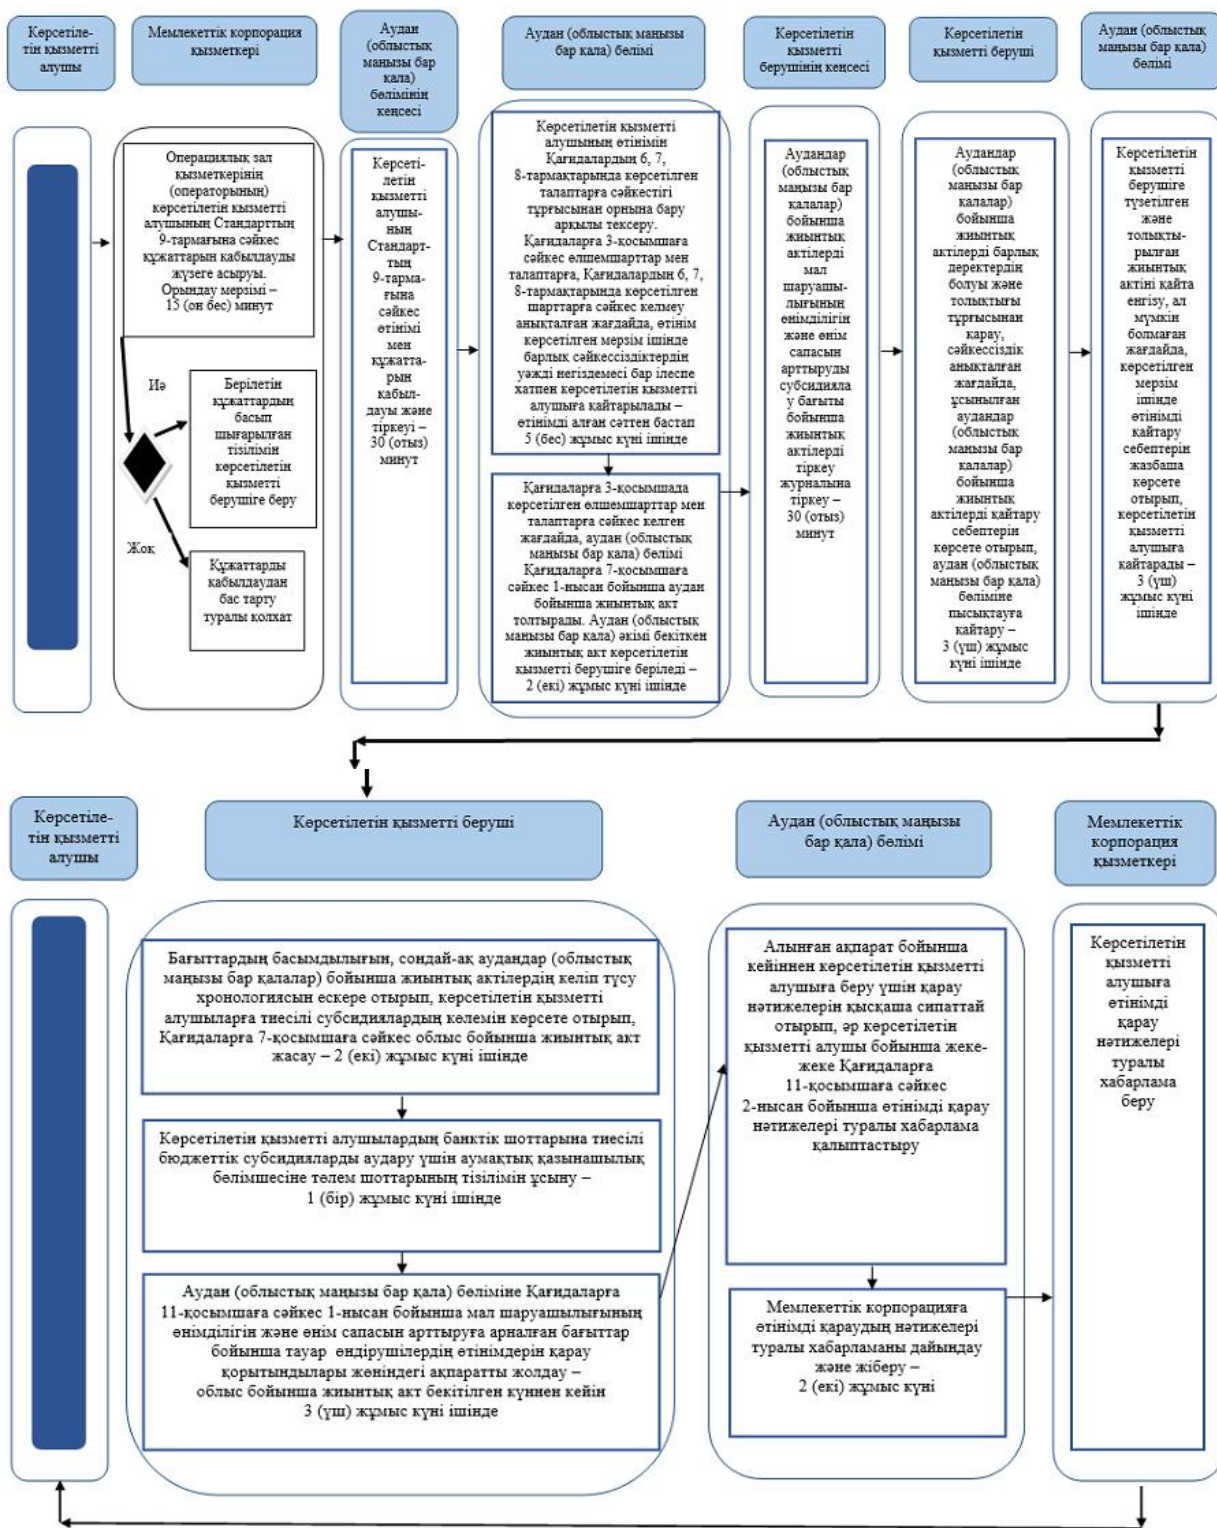 Көрсетіле-
тін қызметті
алушы
Мемлекеттік корпорация
қызметкері
Аудан
(облыстық
маңызы
бар қала)
бөлімінің
кеңсесі
Аудан (облыстық маңызы
бар қала) бөлімі
Көрсетілетін
қызметті
берушінің кеңсесі
Көрсетілетін
қызметті беруші
Аудан (облыстық
маңызы бар қала)
бөлімі
Операциялық зал
қызметкерінің
(операторының)
көрсетілетін қызметті
алушының Стандарттың
9-тармағына сәйкес
құжаттарын қабылдауды
жүзеге асыруы.
Орындау мерзімі –
15 (он бес) минут
Иә
Берілетін
құжаттардың
басып
шығарылған
тізілімін
көрсетілетін
қызметті
берушіге беру
Жоқ
Құжаттарды
қабылдаудан
бас тарту
туралы қолхат
Көрсеті-
летін
қызметті
алушы-
ның
Стандарт-
тың
9-тарма-
ғына
сәйкес
өтінімі
мен
құжатта-
рын
қабыл-
дауы және
тіркеуі –
30 (отыз)
минут
Көрсетілетін қызметті
алушының өтінімін
Қағидалардың 6, 7,
8-тармақтарында көрсетілген
талаптарға сәйкестігі
тұрғысынан орнына бару
арқылы тексеру.
Қағидаларға 3-қосымшаға
сәйкес өлшемшарттар мен
талаптарға, Қағидалардың 6, 7,
8-тармақтарында көрсетілген
шарттарға сәйкес келмеу
анықталған жағдайда, өтінім
көрсетілген мерзім ішінде
барлық сәйкессіздіктердің
уәжді негіздемесі бар ілеспе
хатпен көрсетілетін қызметті
алушыға қайтарылады –
өтінімді алған сәттен бастап
5 (бес) жұмыс күні ішінде
Қағидаларға 3-қосымшада
көрсетілген өлшемшарттар мен
талаптарға сәйкес келген
жағдайда, аудан (облыстық
маңызы бар қала) бөлімі
Қағидаларға 7-қосымшаға
сәйкес 1-нысан бойынша аудан
бойынша жиынтық акт
толтырады. Аудан (облыстық
маңызы бар қала) әкімі бекіткен
жиынтық акт көрсетілетін
қызметті берушіге беріледі –
2 (екі) жұмыс күні ішінде
Аудандар
(облыстық
маңызы бар
қалалар)
бойынша
жиынтық
актілерді
мал
шаруашы-
лығының
өнімділігін
және өнім
сапасын
арттыруды
субсидияла
у бағыты
бойынша
жиынтық
актілерді
тіркеу
журналына
тіркеу –
30 (отыз)
минут
Аудандар
(облыстық
маңызы бар
қалалар)
бойынша
жиынтық
актілерді барлық
деректердің
болуы және
толықтығы
тұрғысынан
қарау,
сәйкессіздік
анықталған
жағдайда,
ұсынылған
аудандар
(облыстық
маңызы бар
қалалар)
бойынша
жиынтық
актілерді қайтару
себептерін
көрсете отырып,
аудан (облыстық
маңызы бар қала)
бөліміне
пысықтауға
қайтару –
3 (үш) жұмыс
күні ішінде
Көрсетілетін
қызметті
берушіге
түзетілген
және
толықты-
рылған
жиынтық
актіні қайта
енгізу, ал
мүмкін
болмаған
жағдайда,
көрсетілген
мерзім
ішінде
өтінімді
қайтару
себептерін
жазбаша
көрсете
отырып,
көрсетілетін
қызметті
алушыға
қайтарады –
3 (үш)
жұмыс күні
ішінде
Көрсетіле-
тін қызметті
алушы
Көрсетілетін қызметті беруші
Аудан (облыстық маңызы
бар қала) бөлімі
Мемлекеттік
корпорация
қызметкері
Бағыттардың басымдылығын, сондай-ақ аудандар (облыстық
маңызы бар қалалар) бойынша жиынтық актілердің келіп түсу
хронологиясын ескере отырып, көрсетілетін қызметті
алушыларға тиесілі субсидиялардың көлемін көрсете отырып,
Қағидаларға 7-қосымшаға сәйкес облыс бойынша жиынтық акт
жасау – 2 (екі) жұмыс күні ішінде
Көрсетілетін қызметті алушылардың банктік шоттарына тиесілі
бюджеттік субсидияларды аудару үшін аумақтық қазынашылық
бөлімшесіне төлем шоттарының тізілімін ұсыну –
1 (бір) жұмыс күні ішінде
Аудан (облыстық маңызы бар қала) бөліміне Қағидаларға
11-қосымшаға сәйкес 1-нысан бойынша мал шаруашылығының
өнімділігін және өнім сапасын арттыруға арналған бағыттар
бойынша тауар өндірушілердің өтінімдерін қарау
қорытындылары жөніндегі ақпаратты жолдау –
облыс бойынша жиынтық акт бекітілген күннен кейін
3 (үш) жұмыс күні ішінде
Алынған ақпарат бойынша
кейіннен көрсетілетін қызметті
алушыға беру үшін қарау
нәтижелерін қысқаша сипаттай
отырып, әр көрсетілетін
қызметті алушы бойынша жеке-
жеке Қағидаларға
11-қосымшаға сәйкес
2-нысан бойынша өтінімді қарау
нәтижелері туралы хабарлама
қалыптастыру
Мемлекеттік корпорацияға
өтінімді қараудың нәтижелері
туралы хабарламаны дайындау
және жіберу –
2 (екі) жұмыс күні
Көрсетілетін
қызметті
алушыға
өтінімді
қарау
нәтижелері
туралы
хабарлама
беру